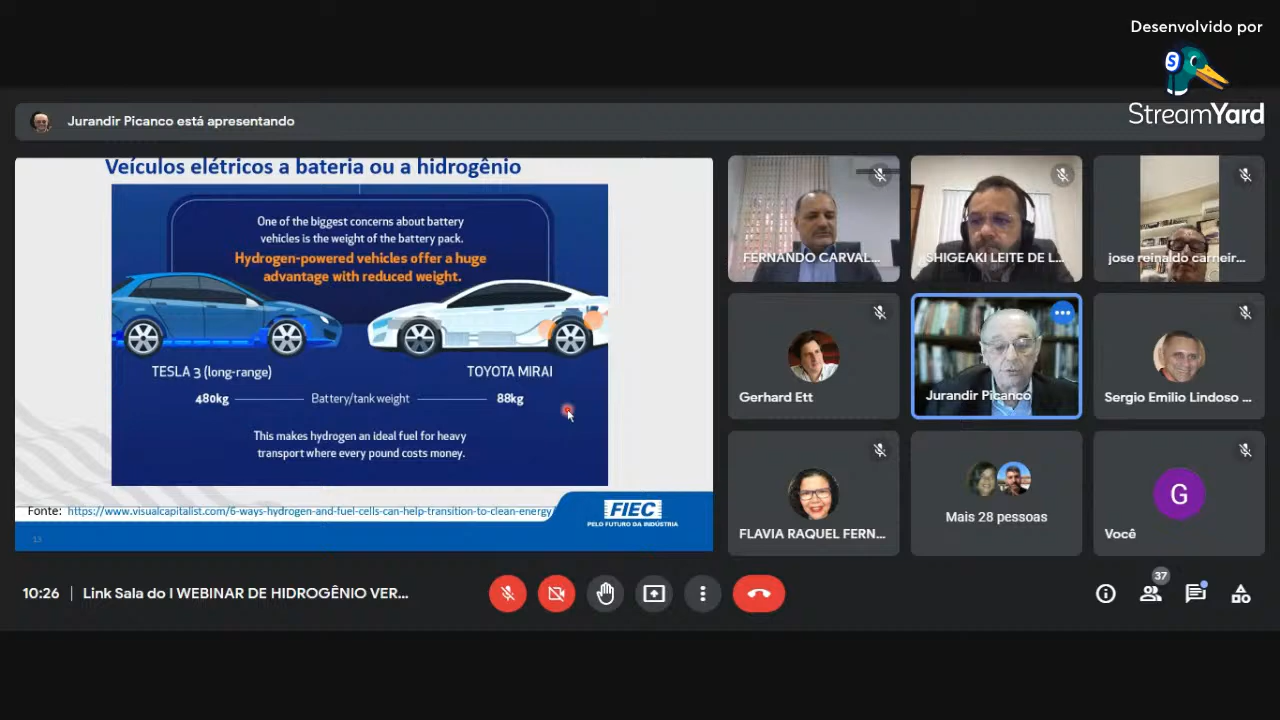 Desenvolvido por
StreamYard
Jurandir Picanco está apresentando
Veículos elétricos a bateria ou a hidrogênio
One of the biggest concerns about battery
vehicles is the weight of the battery pack.
Hydrogen-powered vehicles offer a huge
advantage with reduced weight.
TESLA 3 (long-range)
TOYOTA MIRAI
480kg
Battery/tank weight
88kg
This makes hydrogen an ideal fuel for heavy
transport where every pound costs money.
Fonte: https://www.visualcapitalist.com/6-ways-hydrogen-and-fuel-cells-can-help-transition-to-clean-energy
FIEC
PELO FUTURO DA INDÚSTRIA
13
FERNANDO CARVAL...
SHIGEAKI LEITE DE L...
jose reinaldo carneir...
Gerhard Ett
Jurandir Picanco
Sergio Emilio Lindoso ...
FLAVIA RAQUEL FERN...
Mais 28 pessoas
G
Você
10:26 | Link Sala do I WEBINAR DE HIDROGÊNIO VER...
37